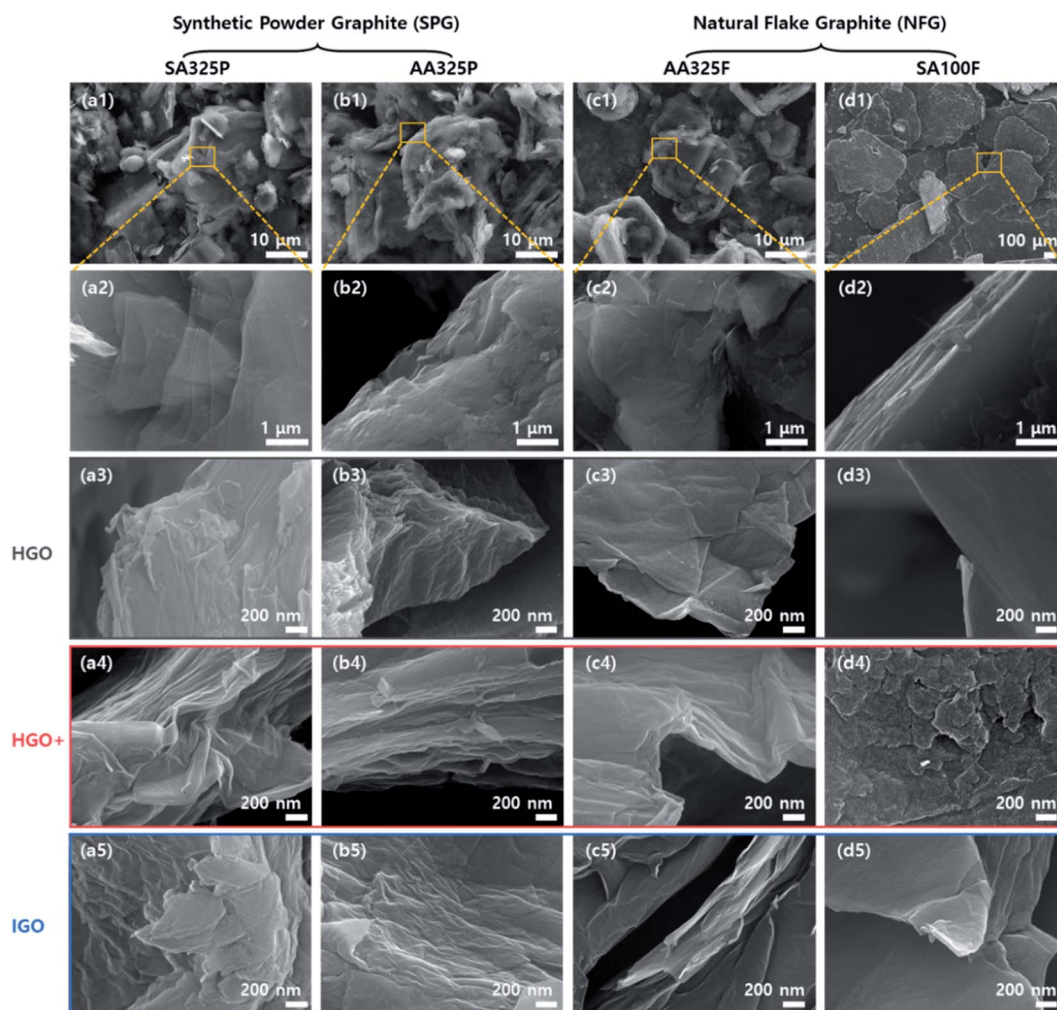 Synthetic Powder Graphite (SPG) Natural Flake Graphite (NFG)
SA325P AA325P AA325F SA100F
(a1) (b1) (c1) (d1)
10 μm 10 μm 10 μm 100 μm
(a2) (b2) (c2) (d2)
1 μm 1 μm 1 μm 1 μm
(a3) (b3) (c3) (d3)
HGO
200 nm 200 nm 200 nm 200 nm
(a4) (b4) (c4) (d4)
HGO+
200 nm 200 nm 200 nm 200 nm
(a5) (b5) (c5) (d5)
IGO
200 nm 200 nm 200 nm 200 nm